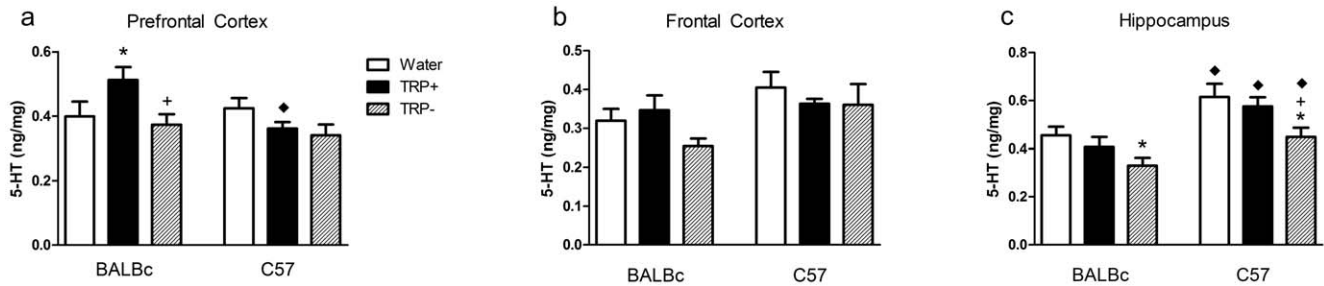 a
Prefrontal Cortex
5-HT (ng/mg)
0.6
0.4
0.2
0.0
*
+
◆
BALBc
C57
Water
TRP+
TRP-
b
Frontal Cortex
5-HT (ng/mg)
0.5
0.4
0.3
0.2
0.1
0.0
BALBc
C57
c
Hippocampus
5-HT (ng/mg)
0.8
0.6
0.4
0.2
0.0
*
◆
◆
◆
+
*
BALBc
C57